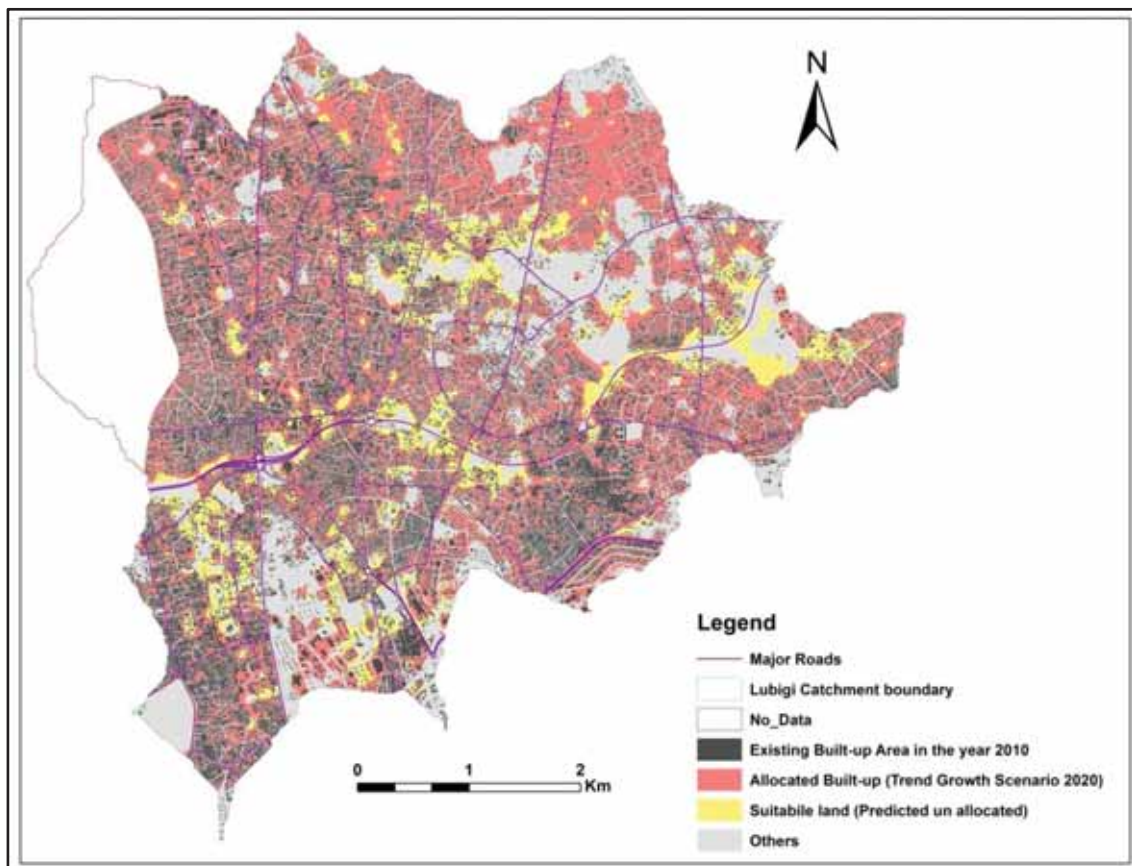 N
Legend
Major Roads
Lubigi Catchment boundary
No_Data
Existing Built-up Area in the year 2010
Allocated Built-up (Trend Growth Scenario 2020)
Suitabile land (Predicted un allocated)
Others
0 1 2
Km